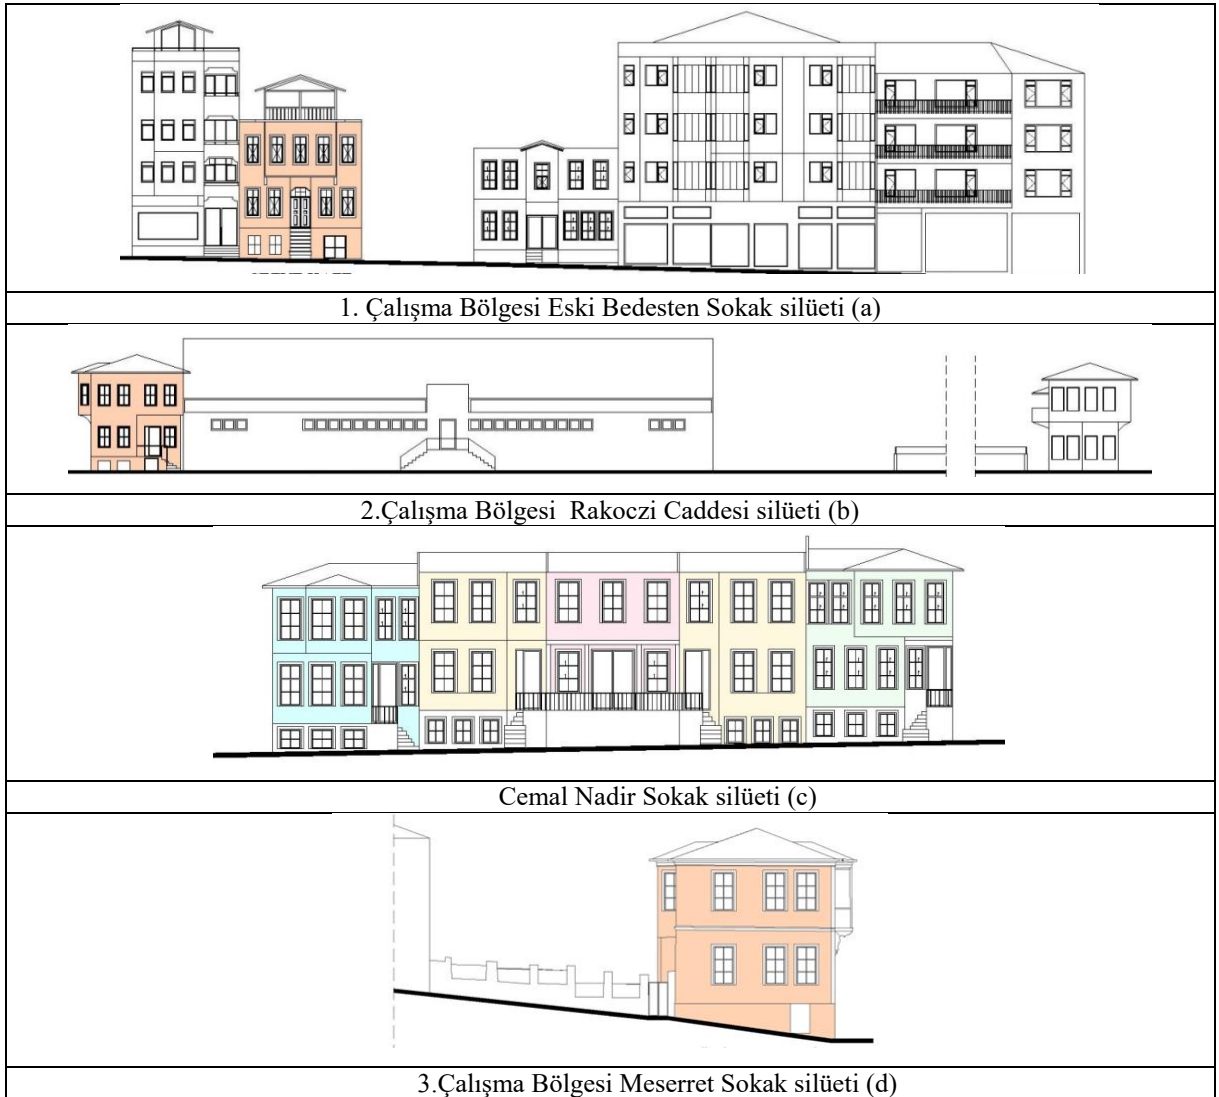 1. Çalışma Bölgesi Eski Bedesten Sokak silüeti (a)
2.Çalışma Bölgesi  Rakoczi Caddesi silüeti (b)
Cemal Nadir Sokak silüeti (c)
3.Çalışma Bölgesi Meserret Sokak silüeti (d)